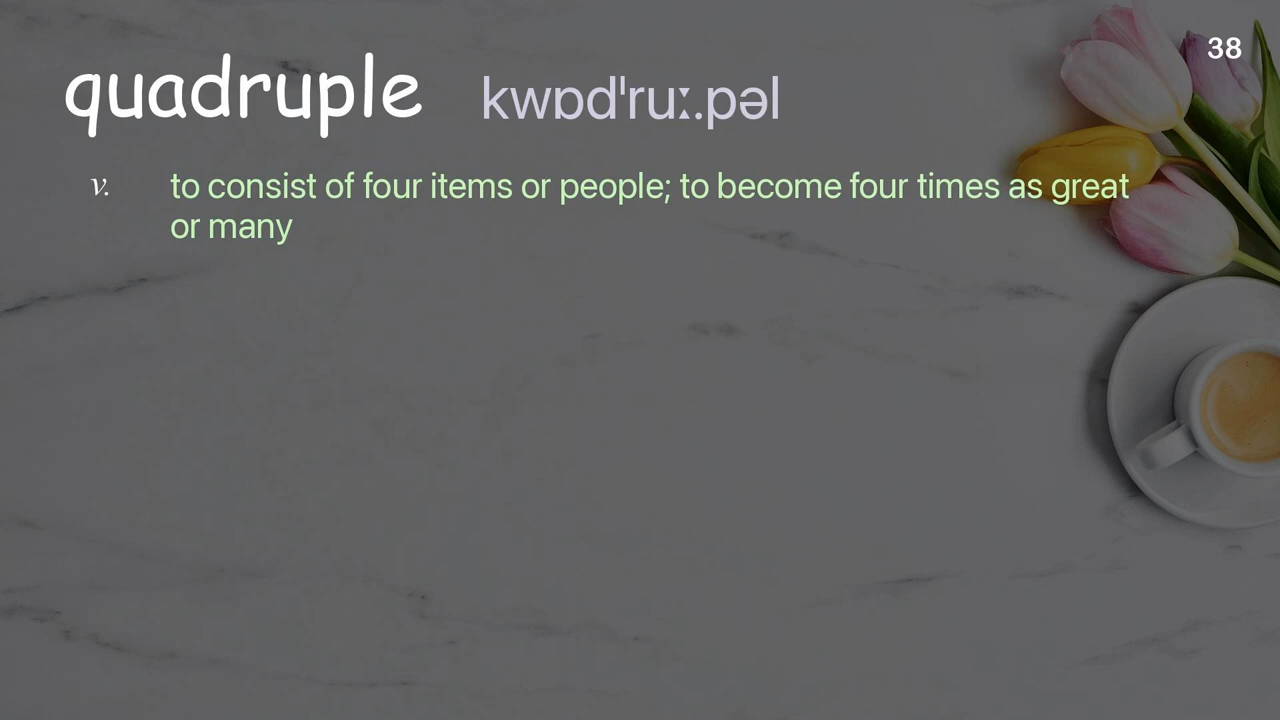 38
quadruple kwɒdˈruː.pəl
v. to consist of four items or people; to become four times as great
or many